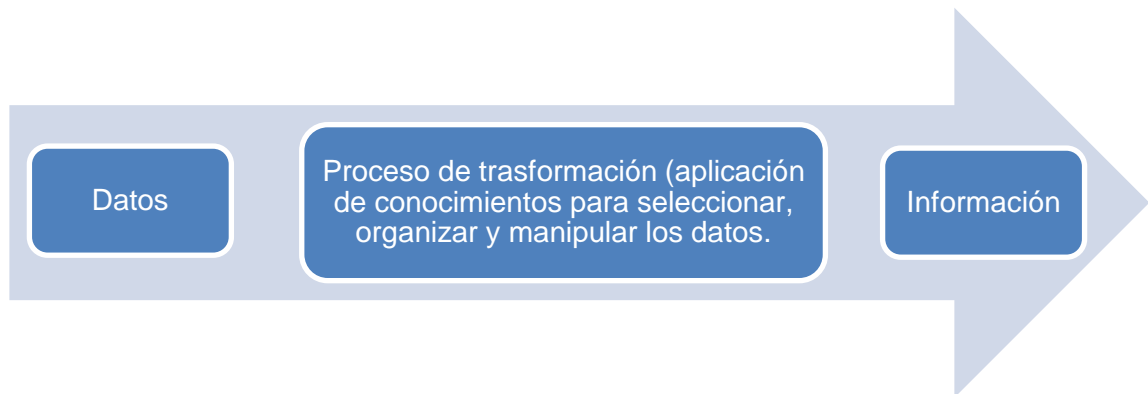 Datos
Proceso de trasformación (aplicación
de conocimientos para seleccionar,
organizar y manipular los datos.
Información